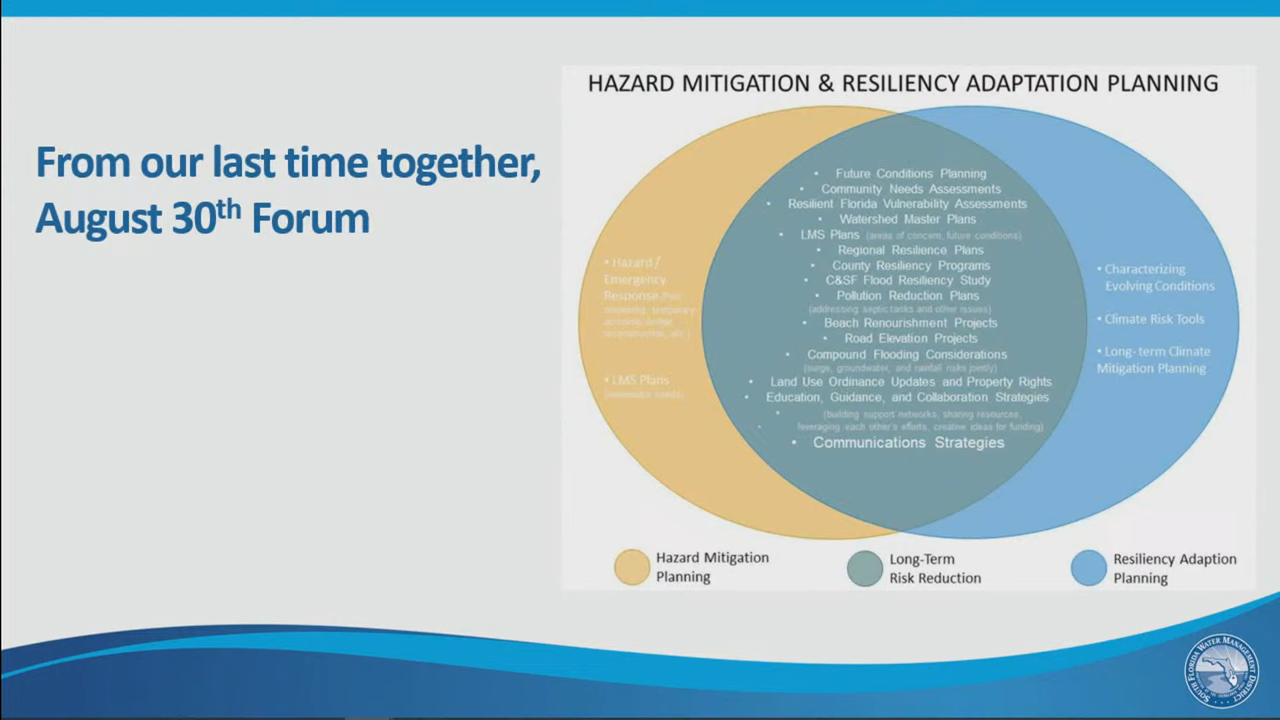 From our last time together,
August 30th Forum
HAZARD MITIGATION & RESILIENCY ADAPTATION PLANNING
• Hazard /
Emergency
Response
• LMS Plans
• Future Conditions Planning
• Community Needs Assessments
• Resilient Florida Vulnerability Assessments
• Watershed Master Plans
• LMS Plans (areas of concern, future conditions)
• Regional Resilience Plans
• County Resiliency Programs
• C&SF Flood Resiliency Study
• Pollution Reduction Plans
(addressing septic tanks and other issues)
• Beach Renourishment Projects
• Road Elevation Projects
• Compound Flooding Considerations
(surge, groundwater, and rainfall risks jointly)
• Land Use Ordinance Updates and Property Rights
• Education, Guidance, and Collaboration Strategies
• (building support networks, sharing resources,
• leveraging each other's efforts, creative ideas for funding)
• Communications Strategies
• Characterizing
Evolving Conditions
• Climate Risk Tools
• Long- term Climate
Mitigation Planning
Hazard Mitigation
Planning
Long-Term
Risk Reduction
Resiliency Adaption
Planning
SOUTH FLORIDA WATER MANAGEMENT DISTRICT